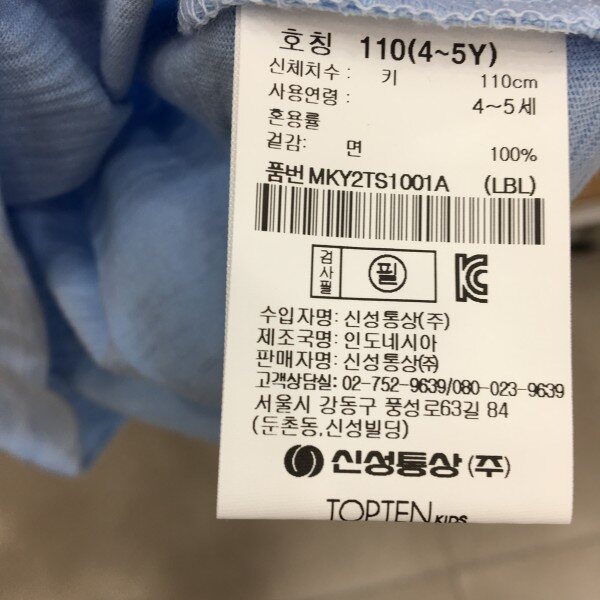 호칭 110(4~5Y)
신체치수 : 키 110cm
사용연령 : 4~5세
혼용률
겉감: 면 100%
품번 MKY2TS1001A (LBL)
검사필 필 KC
수입자명: 신성통상(주)
제조국명: 인도네시아
판매자명: 신성통상㈜
고객상담실: 02-752-9639/080-023-9639
서울시 강동구 풍성로63길 84
(둔촌동,신성빌딩)
신성통상(주)
TOPTEN KIDS